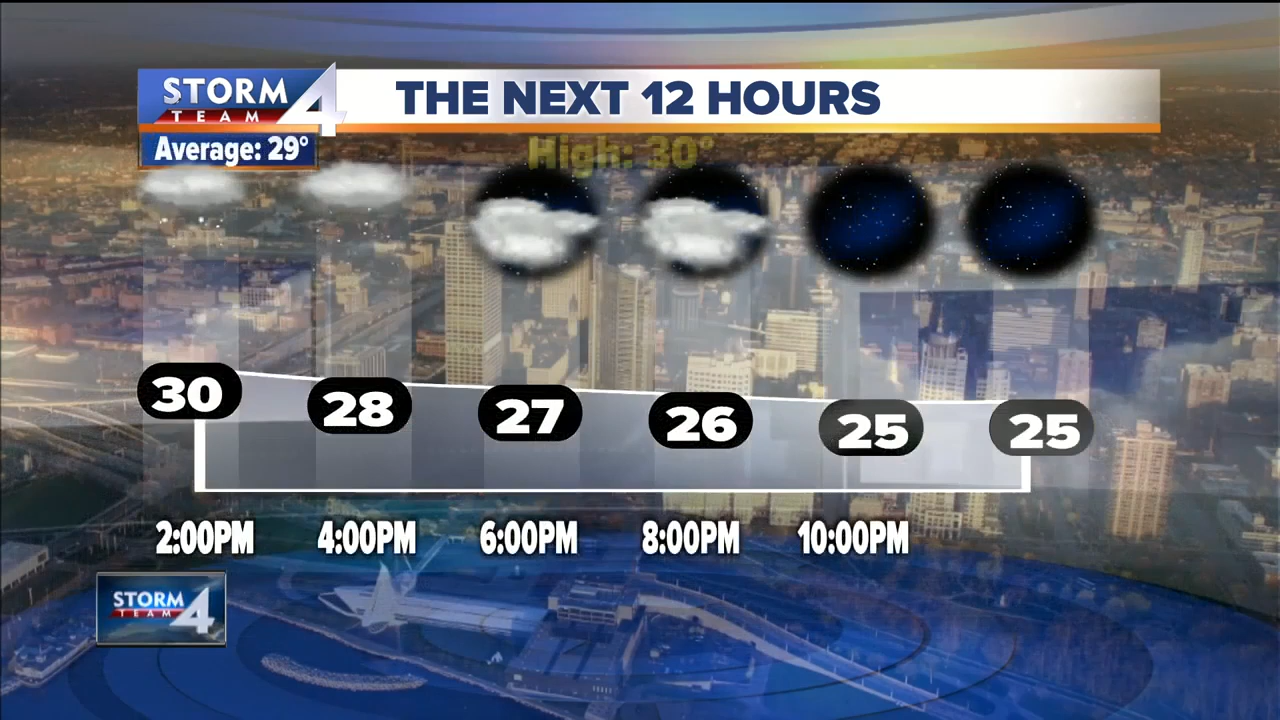 STORM
TEAM 4
THE NEXT 12 HOURS
Average: 29°
High: 30°
30 28 27 26 25 25
2:00PM 4:00PM 6:00PM 8:00PM 10:00PM
STORM
TEAM 4